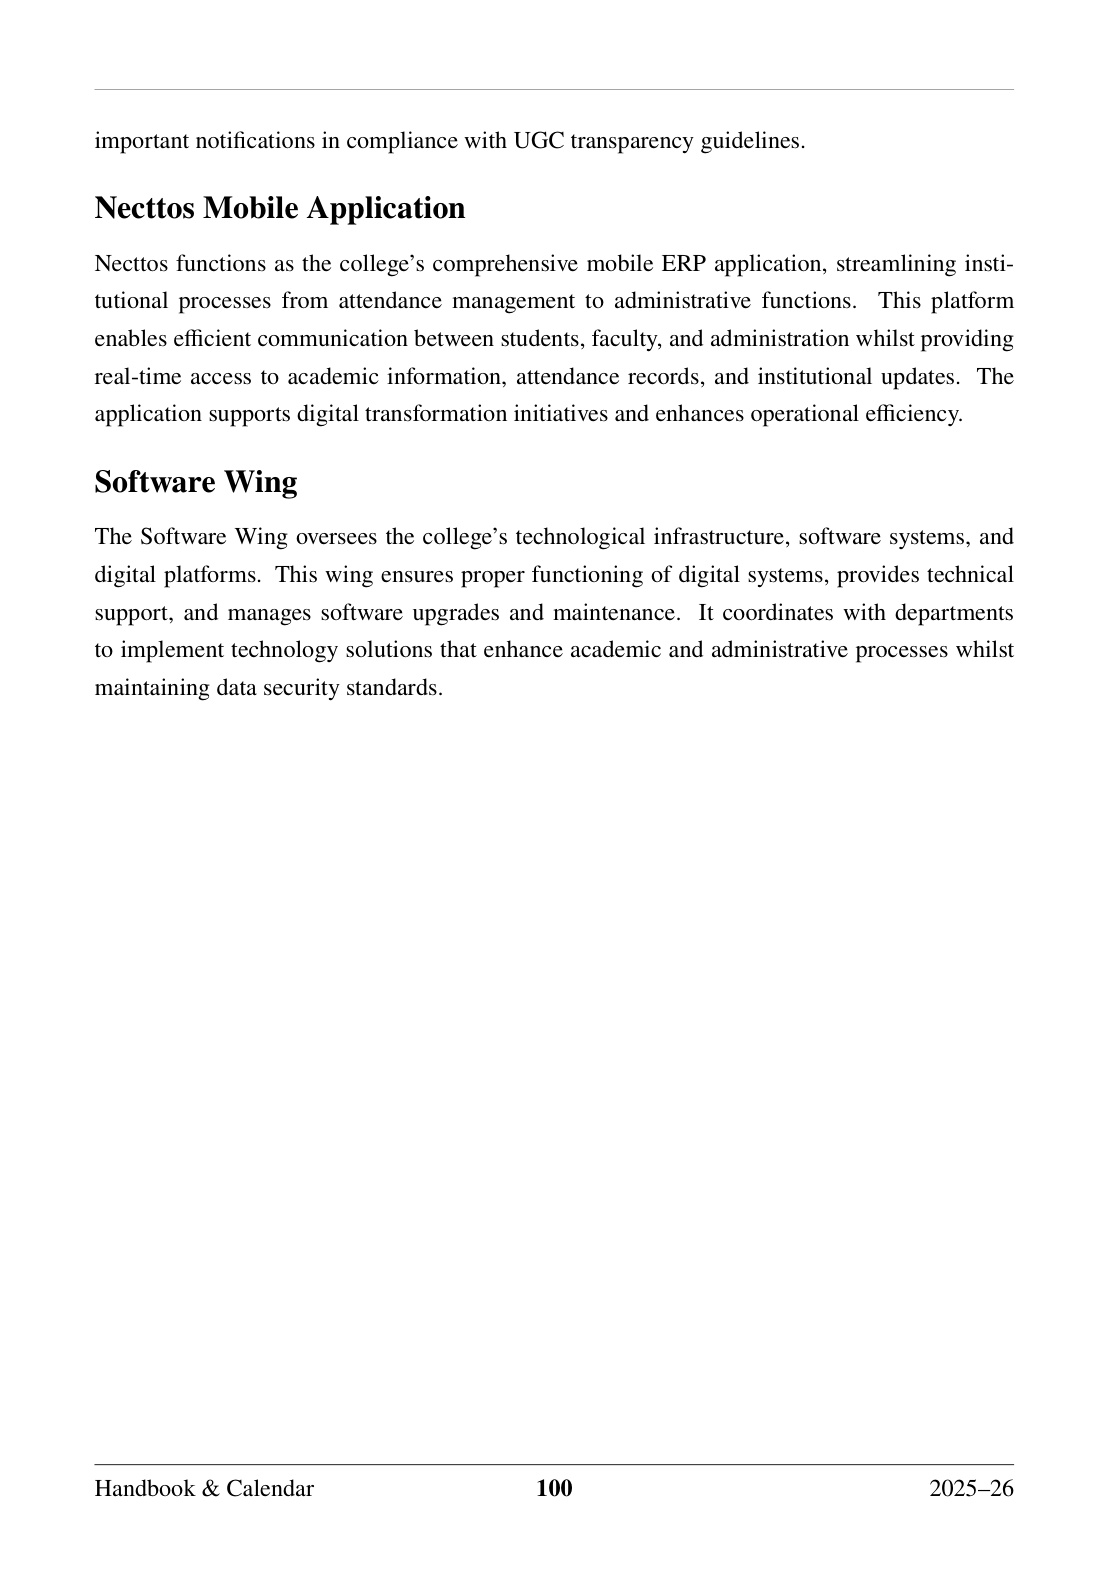 important notifications in compliance with UGC transparency guidelines.
Necttos Mobile Application
Necttos functions as the college’s comprehensive mobile ERP application, streamlining insti-
tutional processes from attendance management to administrative functions. This platform
enables efficient communication between students, faculty, and administration whilst providing
real-time access to academic information, attendance records, and institutional updates. The
application supports digital transformation initiatives and enhances operational efficiency.
Software Wing
The Software Wing oversees the college’s technological infrastructure, software systems, and
digital platforms. This wing ensures proper functioning of digital systems, provides technical
support, and manages software upgrades and maintenance. It coordinates with departments
to implement technology solutions that enhance academic and administrative processes whilst
maintaining data security standards.
Handbook & Calendar 100 2025–26